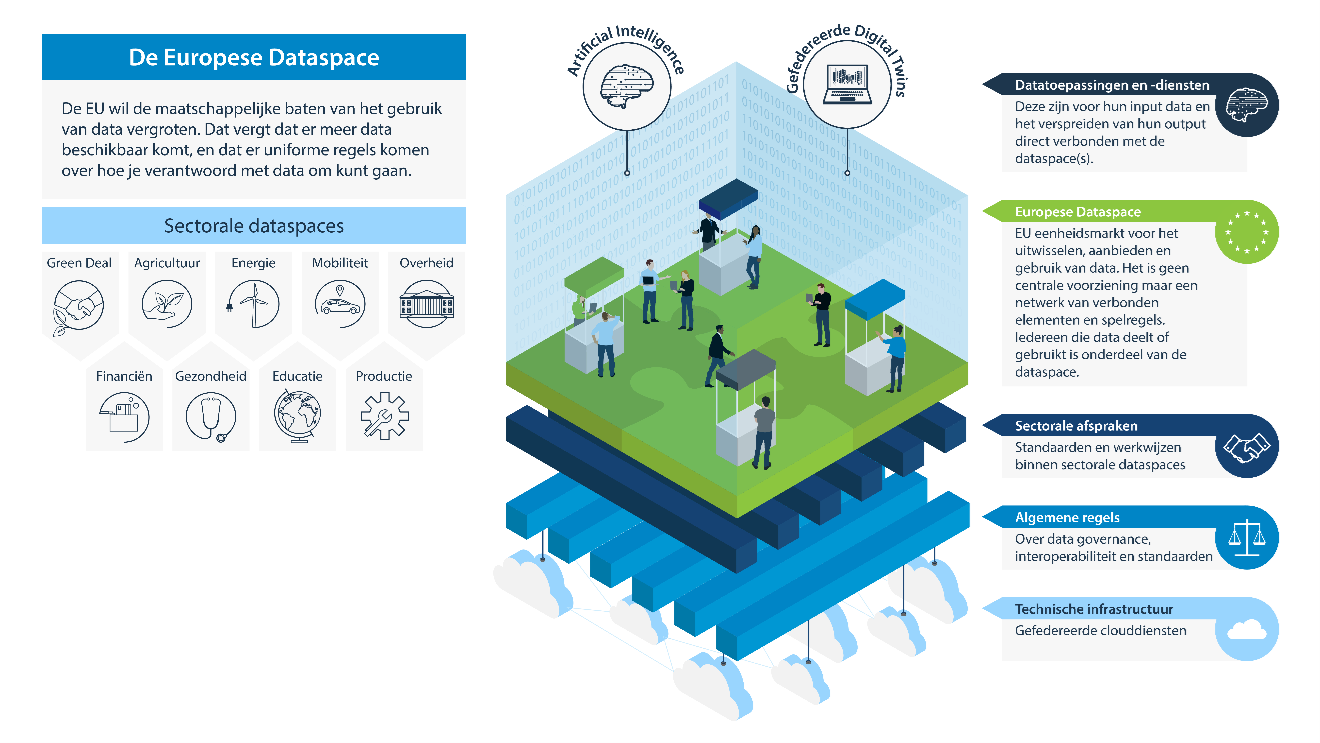 De Europese Dataspace
De EU wil de maatschappelijke baten van het gebruik
van data vergroten. Dat vergt dat er meer data
beschikbaar komt, en dat er uniforme regels komen
over hoe je verantwoord met data om kunt gaan.
Sectorale dataspaces
Green Deal
Agricultuur
Energie
Mobiliteit
Overheid
Financiën
Gezondheid
Educatie
Productie
Artificial Intelligence
Gefedereerde Digital Twins
Datatoepassingen en -diensten
Deze zijn voor hun input data en
het verspreiden van hun output
direct verbonden met de
dataspace(s).
Europese Dataspace
EU eenheidsmarkt voor het
uitwisselen, aanbieden en
gebruik van data. Het is geen
centrale voorziening maar een
netwerk van verbonden
elementen en spelregels.
Iedereen die data deelt of
gebruikt is onderdeel van de
dataspace.
Sectorale afspraken
Standaarden en werkwijzen
binnen sectorale dataspaces
Algemene regels
Over data governance,
interoperabiliteit en standaarden
Technische infrastructuur
Gefedereerde clouddiensten